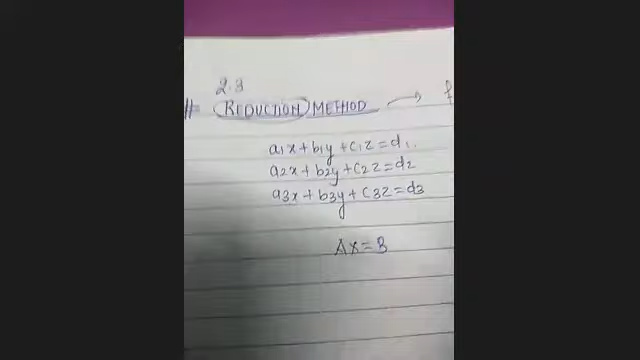 2.3
# REDUCTION METHOD →
a₁x + b₁y + c₁z = d₁.
a₂x + b₂y + c₂z = d₂
a₃x + b₃y + c₃z = d₃
AX = B